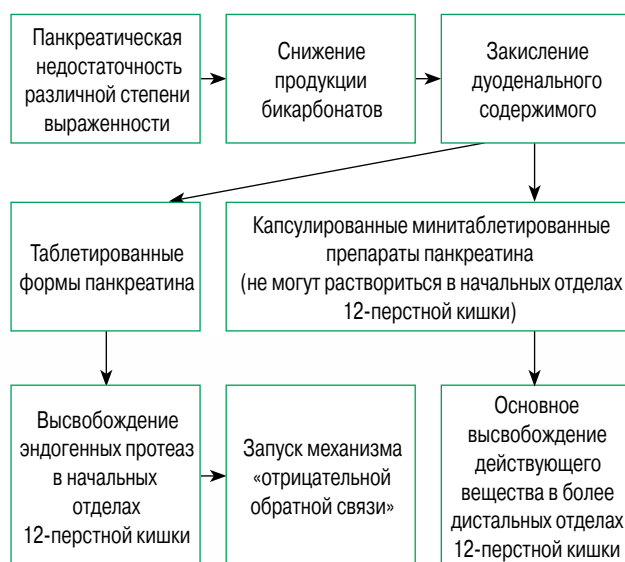 Панкреатическая
недостаточность
различной степени
выраженности
Снижение
продукции
бикарбонатов
Закисление
дуоденального
содержимого
Таблетированные
формы панкреатина
Капсулированные минитаблетированные
препараты панкреатина
(не могут раствориться в начальных отделах
12-перстной кишки)
Высвобождение
эндогенных протеаз
в начальных
отделах
12-перстной кишки
Запуск механизма
«отрицательной
обратной связи»
Основное
высвобождение
действующего
вещества в более
дистальных отделах
12-перстной кишки